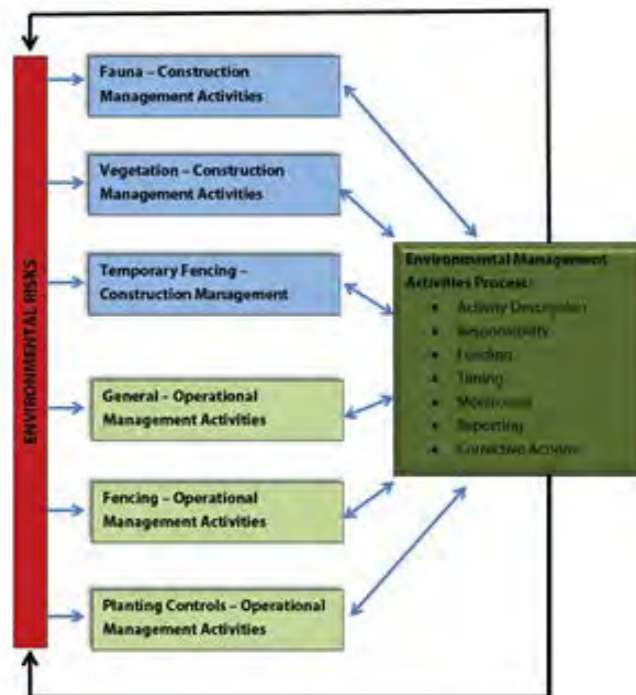 ENVIRONMENTAL RISKS
Fauna – Construction
Management Activities
Vegetation – Construction
Management Activities
Temporary Fencing –
Construction Management
General – Operational
Management Activities
Fencing – Operational
Management Activities
Planting Controls – Operational
Management Activities
Environmental Management
Activities Process:
• Activity Description
• Responsibility
• Funding
• Timing
• Monitoring
• Reporting
• Corrective Actions